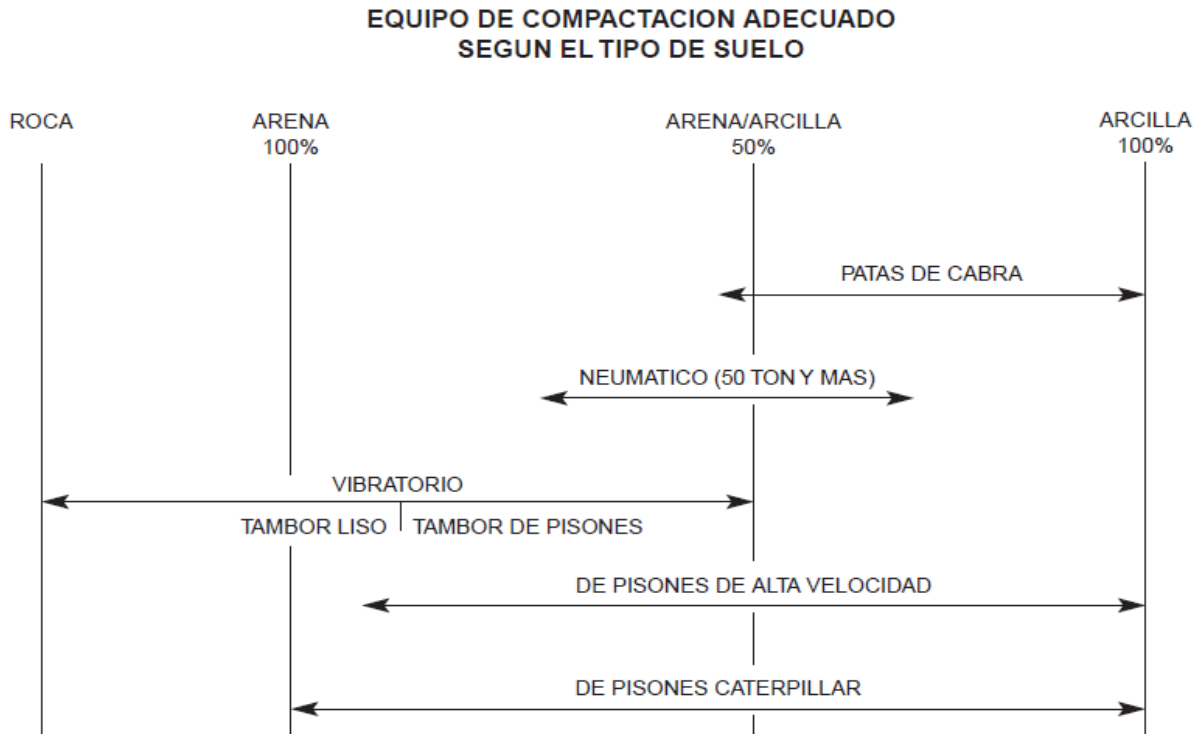 EQUIPO DE COMPACTACION ADECUADO
SEGUN EL TIPO DE SUELO
ROCA
ARENA
100%
ARENA/ARCILLA
50%
ARCILLA
100%
PATAS DE CABRA
NEUMATICO (50 TON Y MAS)
VIBRATORIO
TAMBOR LISO
TAMBOR DE PISONES
DE PISONES DE ALTA VELOCIDAD
DE PISONES CATERPILLAR